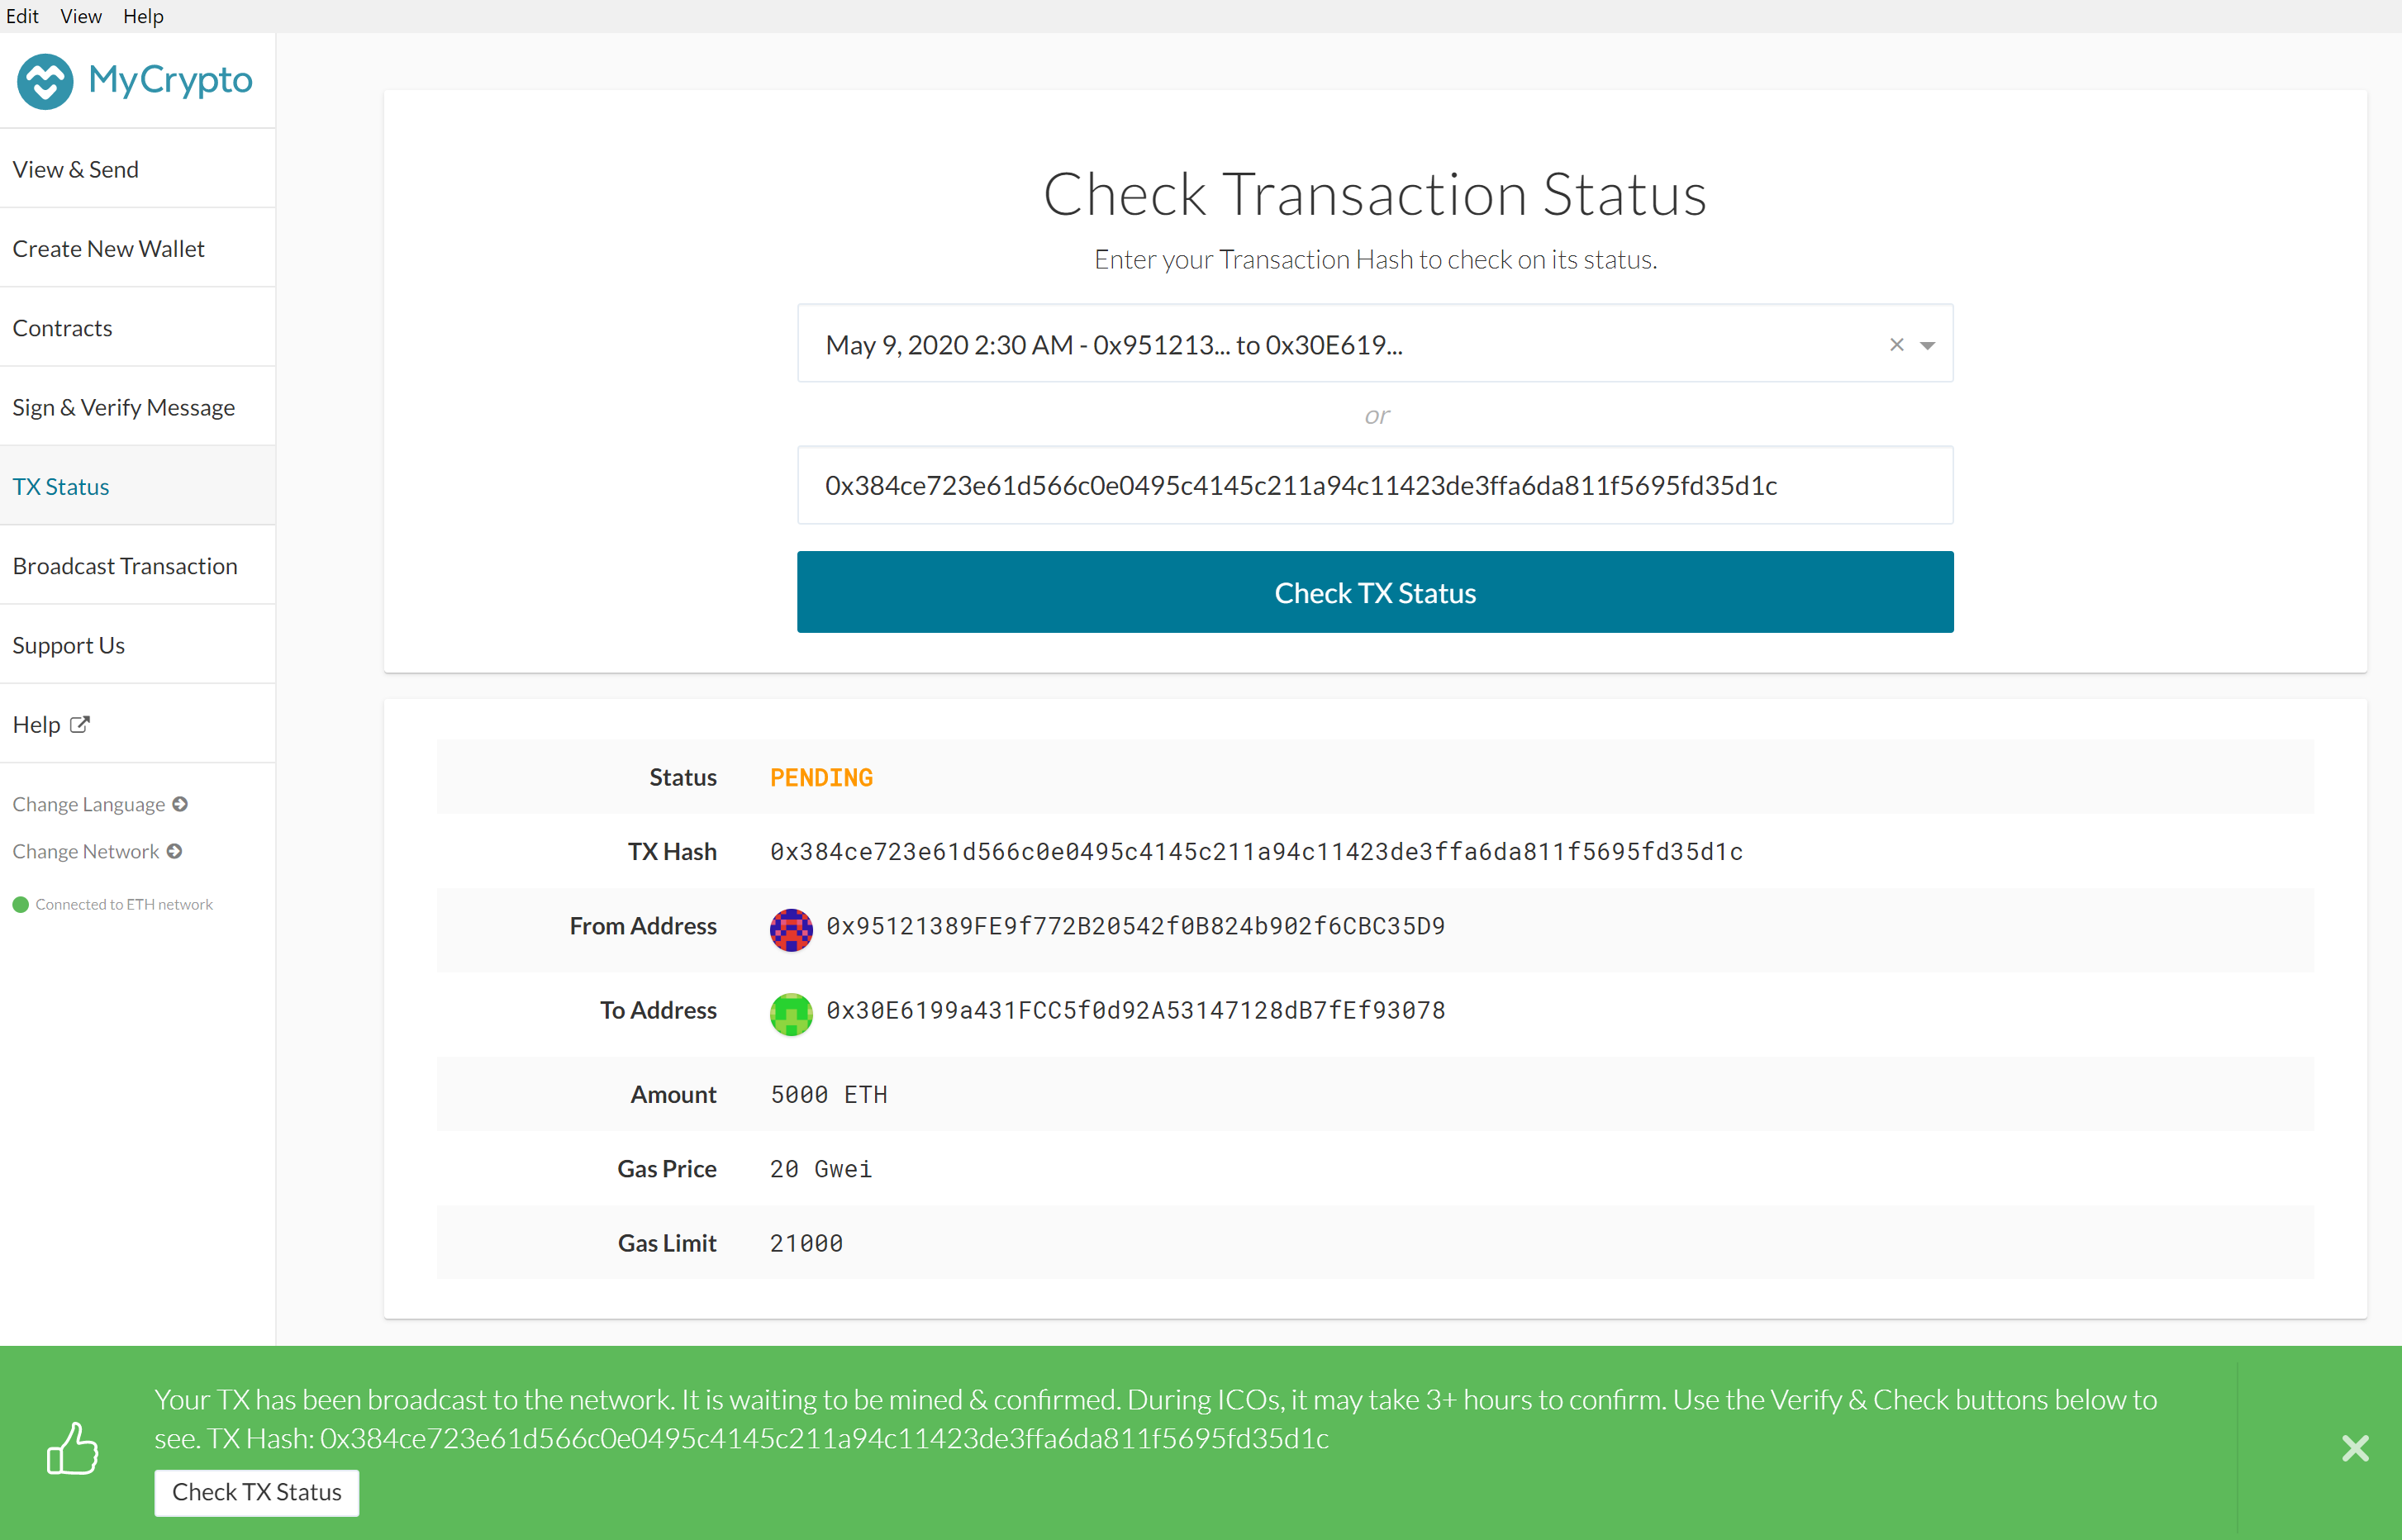 Edit View Help
MyCrypto
View & Send
Create New Wallet
Contracts
Sign & Verify Message
TX Status
Broadcast Transaction
Support Us
Help
Change Language
Change Network
Connected to ETH network
Check Transaction Status
Enter your Transaction Hash to check on its status.
May 9, 2020 2:30 AM - 0x951213... to 0x30E619...
or
0x384ce723e61d566c0e0495c4145c211a94c11423de3ffa6da811f5695fd35d1c
Check TX Status
Status PENDING
TX Hash 0x384ce723e61d566c0e0495c4145c211a94c11423de3ffa6da811f5695fd35d1c
From Address 0x95121389FE9f772B20542f0B824b902f6CBC35D9
To Address 0x30E6199a431FCC5f0d92A53147128dB7fEf93078
Amount 5000 ETH
Gas Price 20 Gwei
Gas Limit 21000
Your TX has been broadcast to the network. It is waiting to be mined & confirmed. During ICOs, it may take 3+ hours to confirm. Use the Verify & Check buttons below to
see. TX Hash: 0x384ce723e61d566c0e0495c4145c211a94c11423de3ffa6da811f5695fd35d1c
Check TX Status